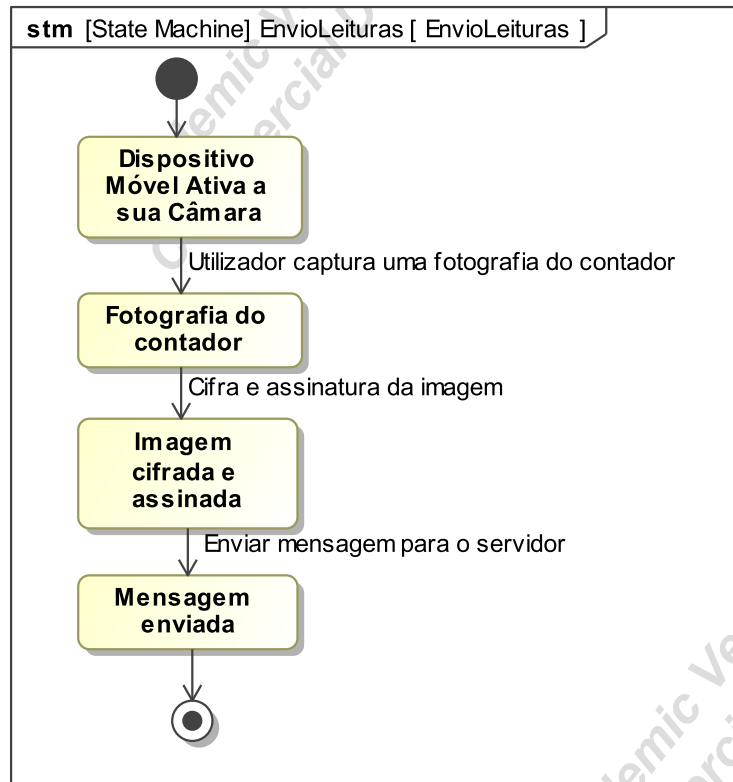 stm [State Machine] EnvioLeituras [ EnvioLeituras ]
Dispositivo
Móvel Ativa a
sua Câmara
Utilizador captura uma fotografia do contador
Fotografia do
contador
Cifra e assinatura da imagem
Imagem
cifrada e
assinada
Enviar mensagem para o servidor
Mensagem
enviada